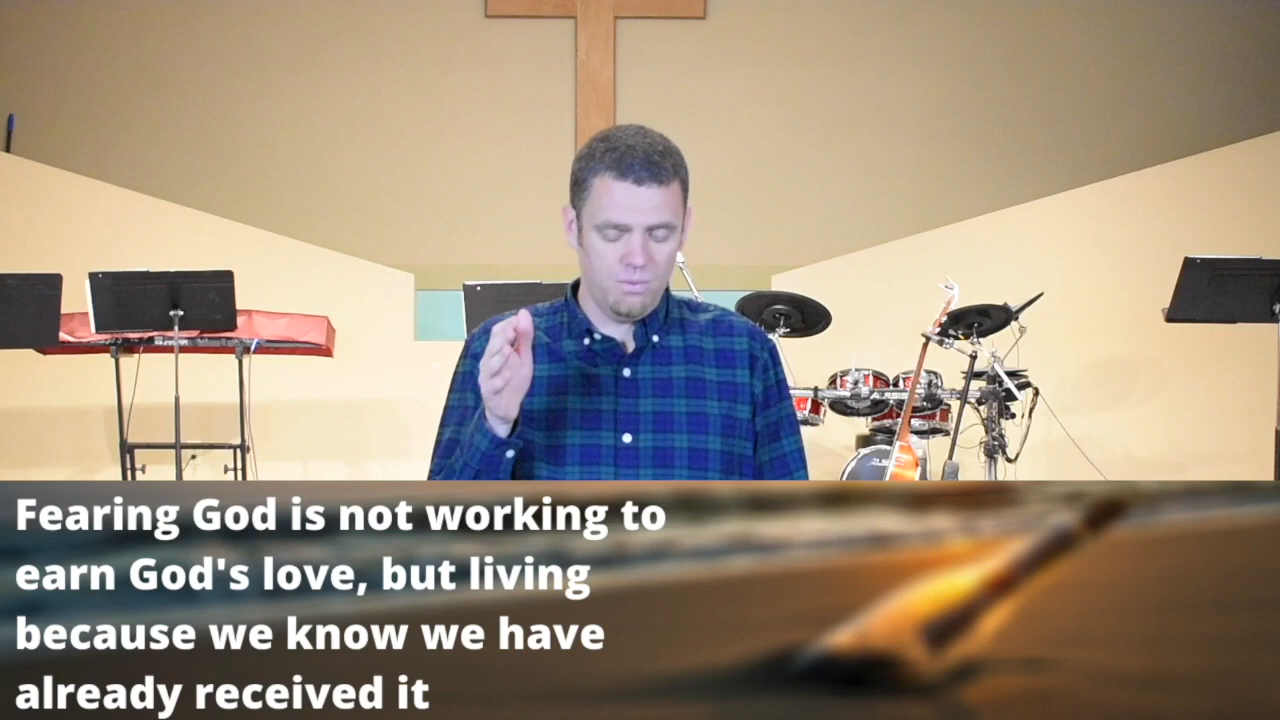 Fearing God is not working to
earn God's love, but living
because we know we have
already received it